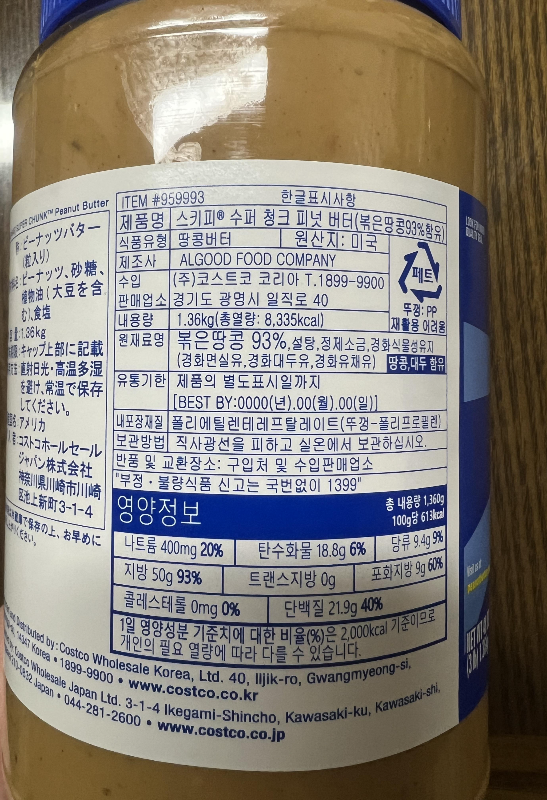 SUPER CHUNK™ Peanut Butter
ピーナッツバター
(粒入り)
ピーナッツ、砂糖、
植物油(大豆を含
む)、食塩
1.36kg
キャップ上部に記載
直射日光・高温多湿
を避け、常温で保存
してください。
アメリカ
コストコホールセール
ジャパン株式会社
神奈川県川崎市川崎
区池上新町3-1-4
保存の上、お早めに
ITEM #959993 한글표시사항
제품명 스키피® 수퍼 청크 피넛 버터(볶은땅콩93%함유)
식품유형 땅콩버터 원산지: 미국
제조사 ALGOOD FOOD COMPANY
수입 (주)코스트코 코리아 T.1899-9900
판매업소 경기도 광명시 일직로 40
페트
뚜껑: PP
재활용 어려움
내용량 1.36kg(총열량: 8,335kcal)
원재료명 볶은땅콩 93%,설탕,정제소금,경화식물성유지
(경화면실유,경화대두유,경화유채유) 땅콩,대두 함유
유통기한 제품의 별도표시일까지
[BEST BY:0000(년).00(월).00(일)]
내포장재질 폴리에틸렌테레프탈레이트(뚜껑-폴리프로필렌)
보관방법 직사광선을 피하고 실온에서 보관하십시오.
반품 및 교환장소: 구입처 및 수입판매업소
"부정・불량식품 신고는 국번없이 1399"
영양정보 총 내용량 1,360g
100g당 613kcal
나트륨 400mg 20% 탄수화물 18.8g 6% 당류 9.4g 9%
지방 50g 93% 트랜스지방 0g 포화지방 9g 60%
콜레스테롤 0mg 0% 단백질 21.9g 40%
1일 영양성분 기준치에 대한 비율(%)은 2,000kcal 기준이므로
개인의 필요 열량에 따라 다를 수 있습니다.
and Distributed by: Costco Wholesale Korea, Ltd. 40, Iljik-ro, Gwangmyeong-si,
14347 Korea • 1899-9900 • www.costco.co.kr
Costco Wholesale Japan Ltd. 3-1-4 Ikegami-Shincho, Kawasaki-ku, Kawasaki-shi,
210-0832 Japan • 044-281-2600 • www.costco.co.jp